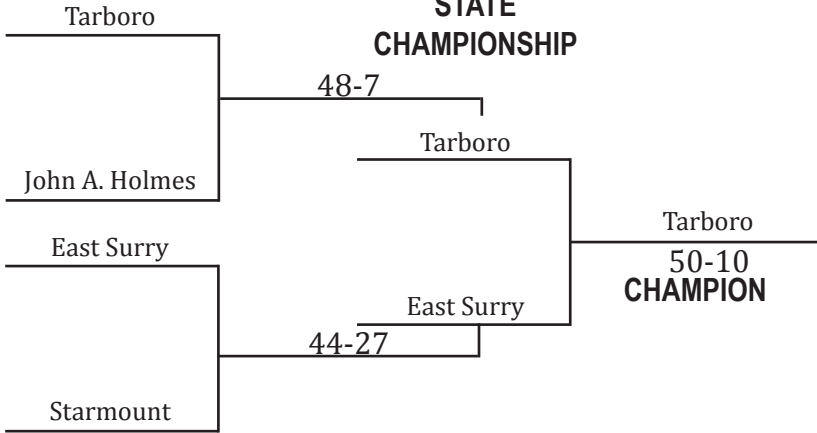 STATE
CHAMPIONSHIP
Tarboro
48-7
John A. Holmes
Tarboro
East Surry
Tarboro
50-10
CHAMPION
East Surry
44-27
Starmount